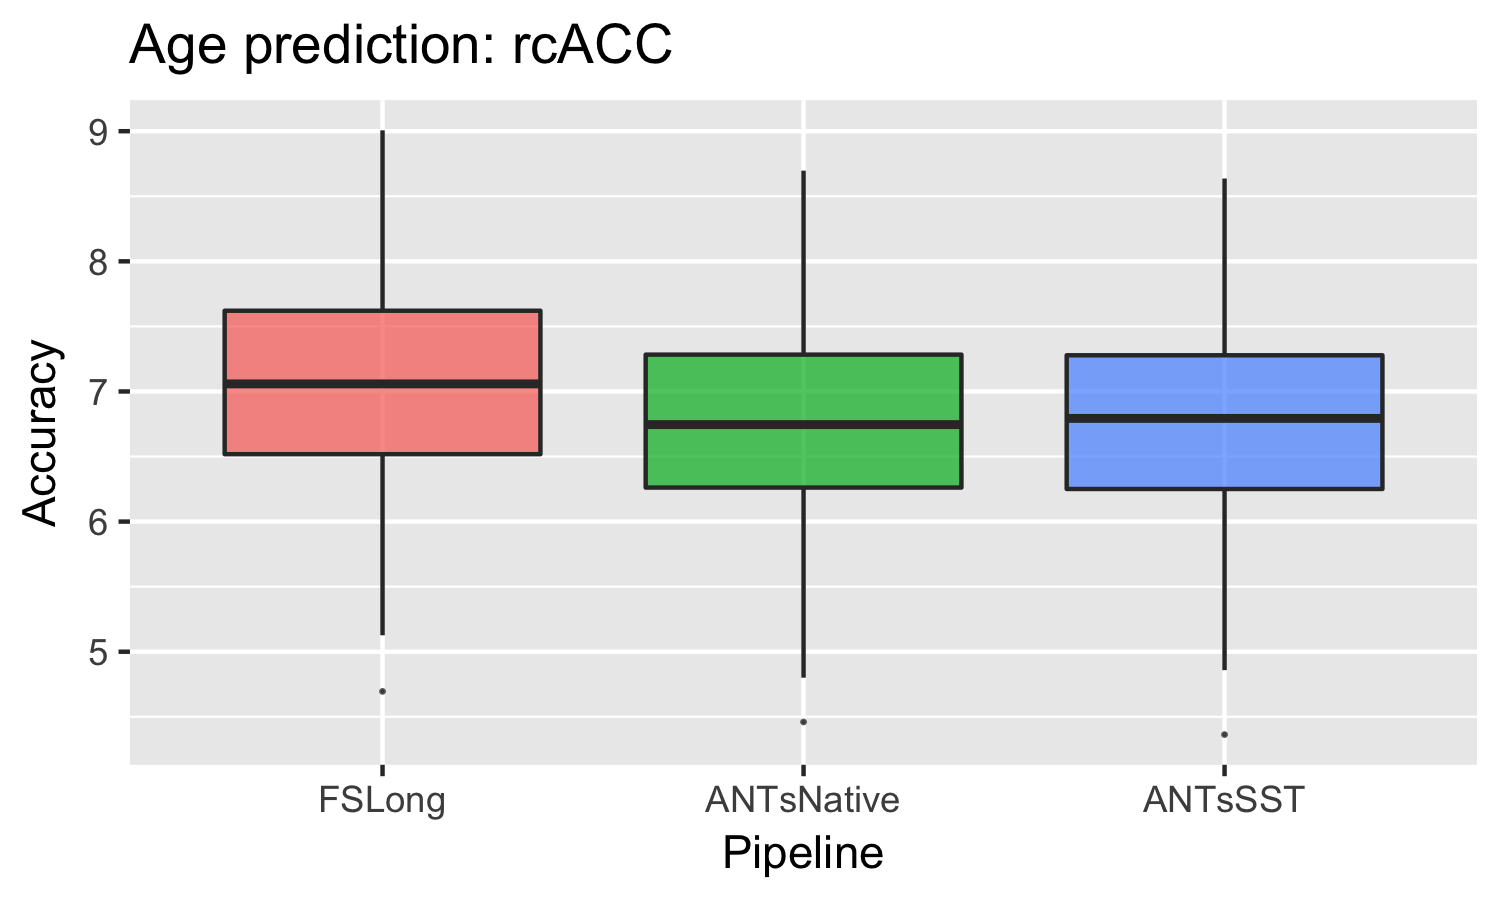 Age prediction: rcACC
9
8
7
6
5
Accuracy
FSLong
ANTsNative
ANTsSST
Pipeline